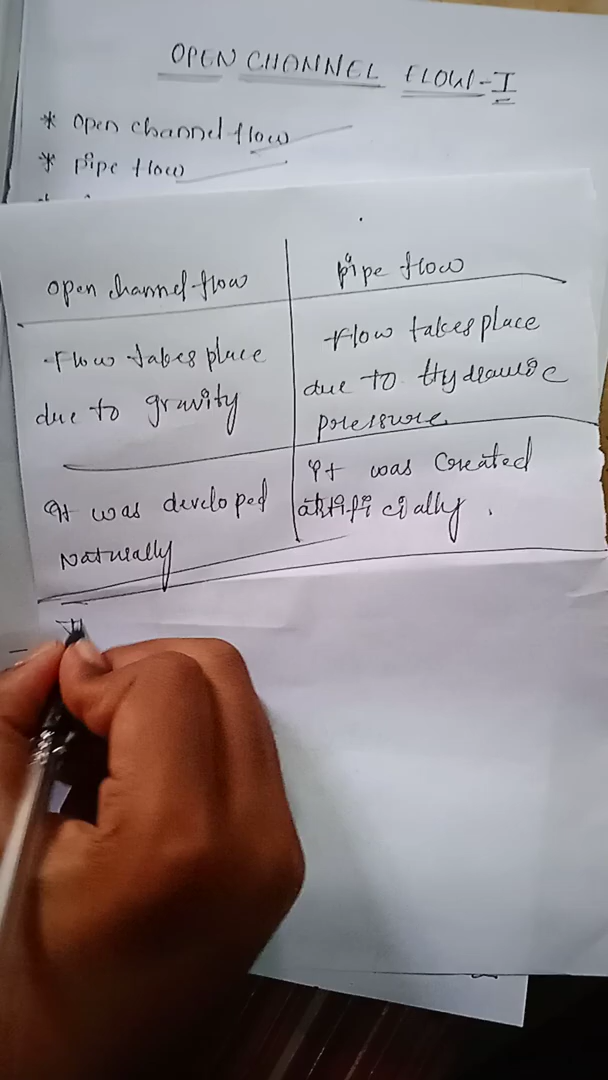 OPEN CHANNEL FLOW-I
* open channel flow
* pipe flow
open channel flow
pipe flow
Flow takes place
due to gravity
Flow takes place
due to Hydraulic
pressure.
It was developed
Naturally
It was created
artificially.